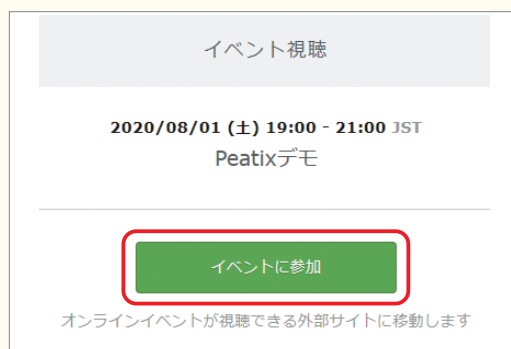 イベント視聴
2020/08/01 (土) 19:00 - 21:00 JST
Peatixデモ
イベントに参加
オンラインイベントが視聴できる外部サイトに移動します